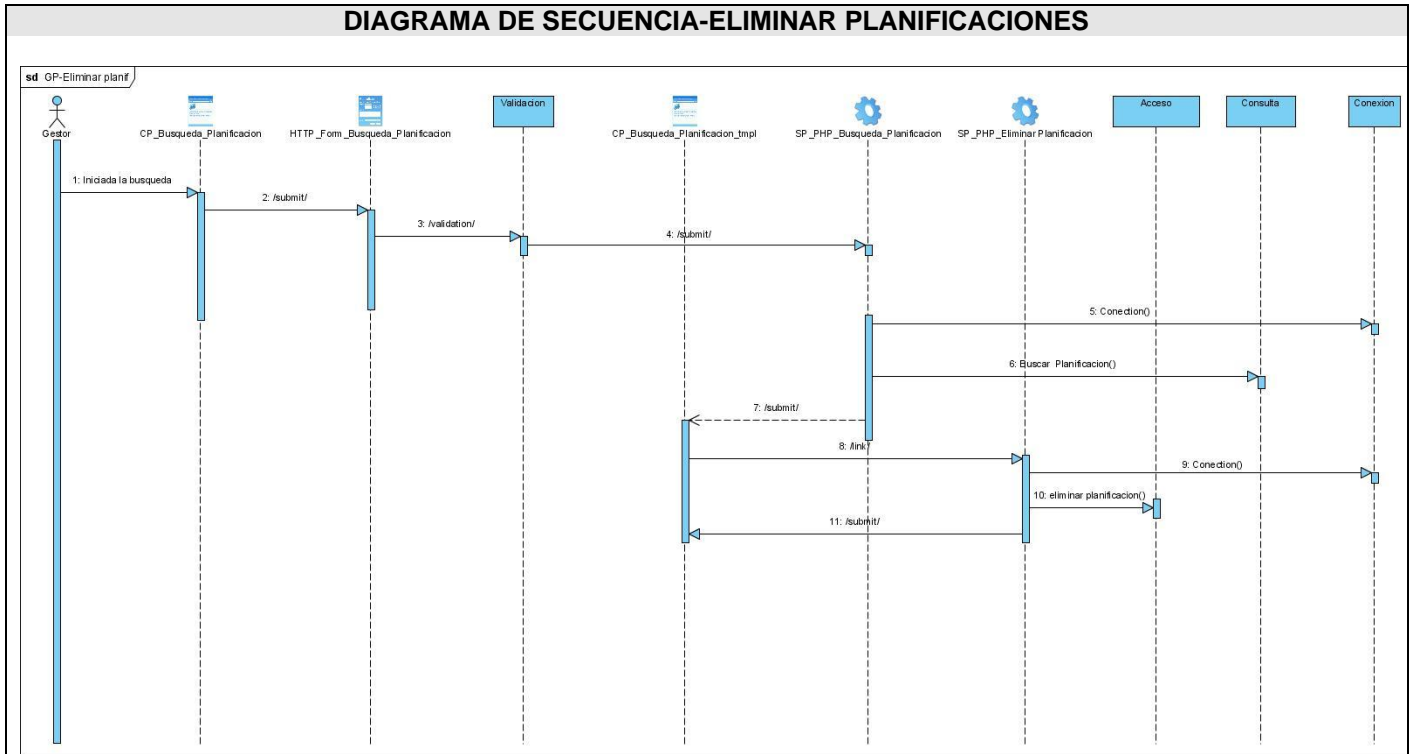 DIAGRAMA DE SECUENCIA-ELIMINAR PLANIFICACIONES
sd GP-Eliminar planif
Gestor
CP_Busqueda_Planificacion
HTTP_Form_Busqueda_Planificacion
Validacion
CP_Busqueda_Planificacion_tmpl
SP_PHP_Busqueda_Planificacion
SP_PHP_Eliminar Planificacion
Acceso
Consulta
Conexion
1: Iniciada la busqueda
2: /submit/
3: /validation/
4: /submit/
5: Conection()
6: Buscar Planificacion()
7: /submit/
8: /link/
9: Conection()
10: eliminar planificacion()
11: /submit/